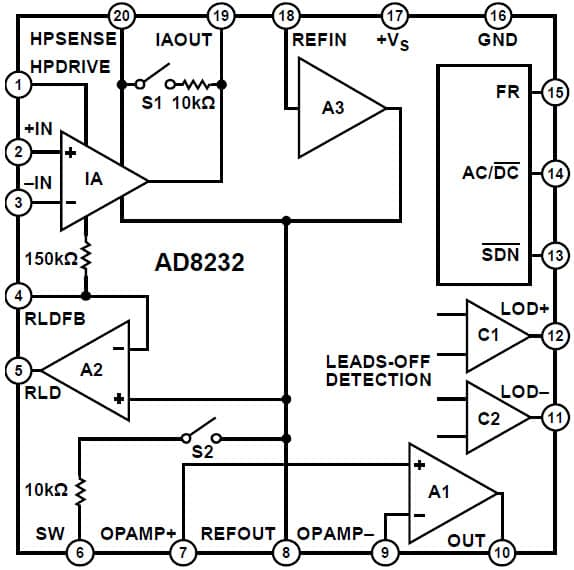 20 19 18 17 16
HPSENSE IAOUT REFIN +VS GND
HPDRIVE
1
S1 10kΩ
A3
FR 15
+IN
2 +
IA
–IN
3 –
AC/D̅C̅ 14
150kΩ
AD8232
S̅D̅N̅ 13
4
RLDFB
LOD+
C1 12
–
5 A2
RLD
+
LEADS-OFF
DETECTION
LOD–
C2 11
S2
10kΩ
+
A1
–
SW OPAMP+ REFOUT OPAMP– OUT
6 7 8 9 10